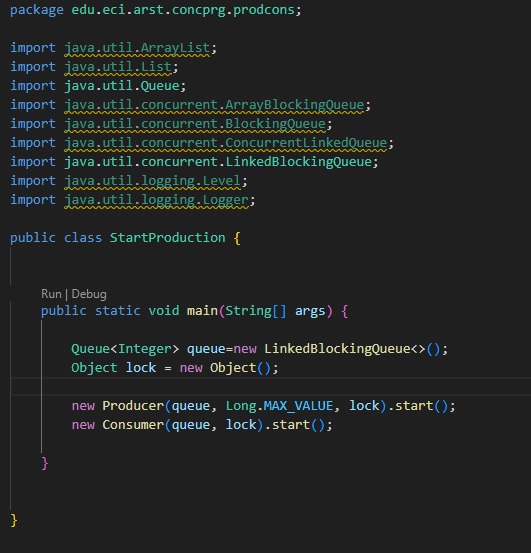 package edu.eci.arst.concprg.prodcons;
import java.util.ArrayList;
import java.util.List;
import java.util.Queue;
import java.util.concurrent.ArrayBlockingQueue;
import java.util.concurrent.BlockingQueue;
import java.util.concurrent.ConcurrentLinkedQueue;
import java.util.concurrent.LinkedBlockingQueue;
import java.util.logging.Level;
import java.util.logging.Logger;
public class StartProduction {
Run | Debug
public static void main(String[] args) {
Queue<Integer> queue=new LinkedBlockingQueue<>();
Object lock = new Object();
new Producer(queue, Long.MAX_VALUE, lock).start();
new Consumer(queue, lock).start();
}
}